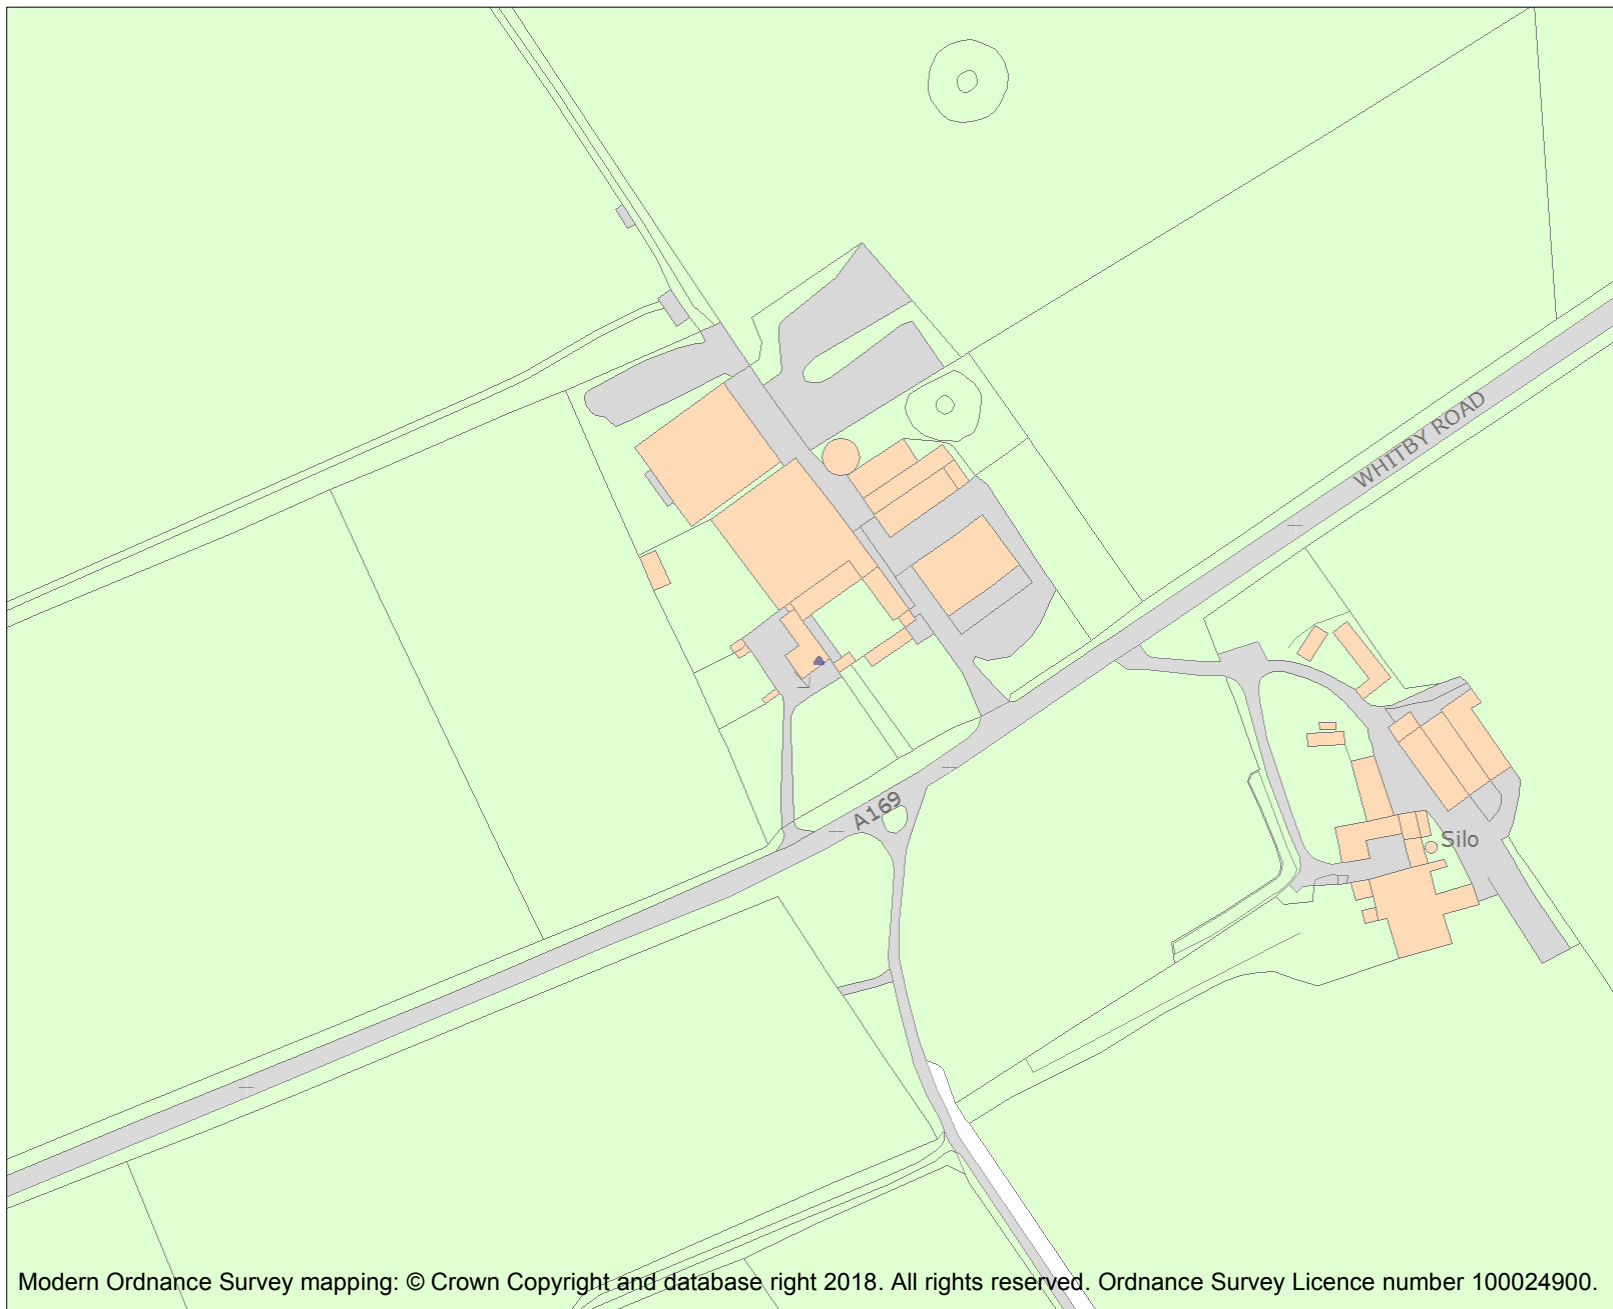 WHITBY ROAD
A169
Silo
Modern Ordnance Survey mapping: © Crown Copyright and database right 2018. All rights reserved. Ordnance Survey Licence number 100024900.